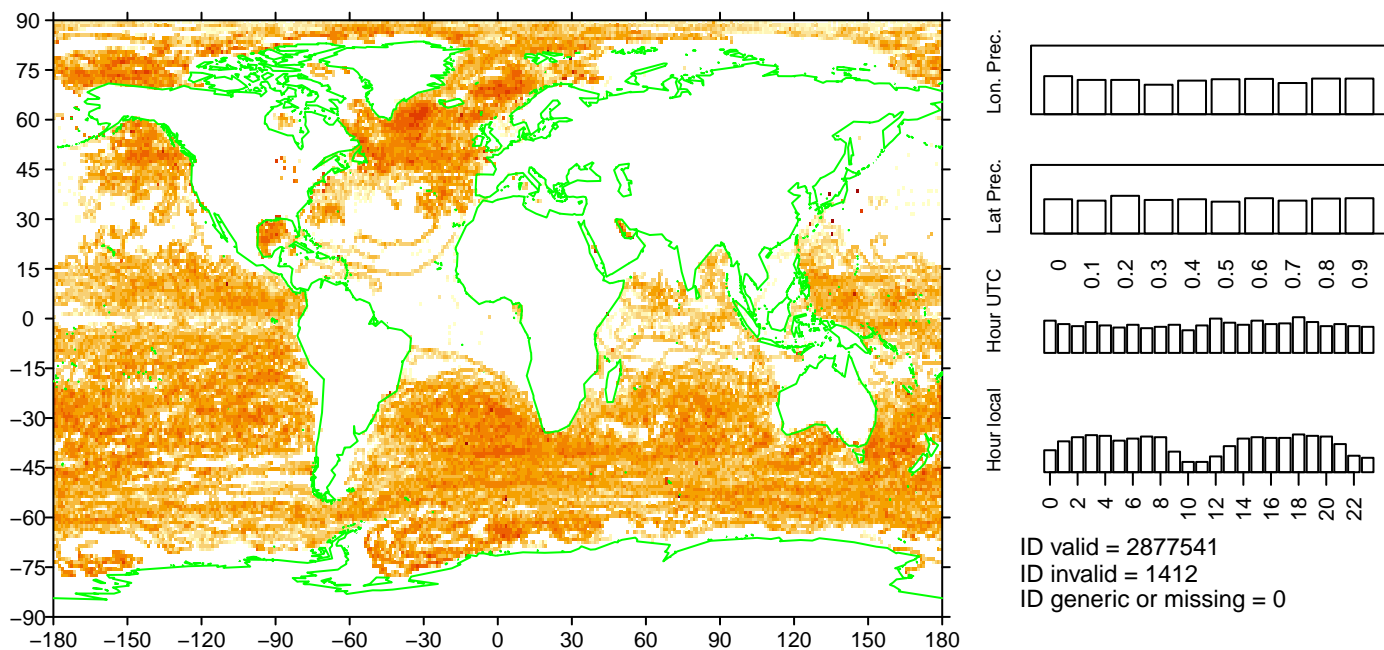 90
75
60
45
30
15
0
−15
−30
−45
−60
−75
−90
−180 −150 −120 −90 −60 −30 0 30 60 90 120 150 180
Lon. Prec.
Lat Prec.
0 0.1 0.2 0.3 0.4 0.5 0.6 0.7 0.8 0.9
Hour UTC
Hour local
0 2 4 6 8 10 12 14 16 18 20 22
ID valid = 2877541
ID invalid = 1412
ID generic or missing = 0